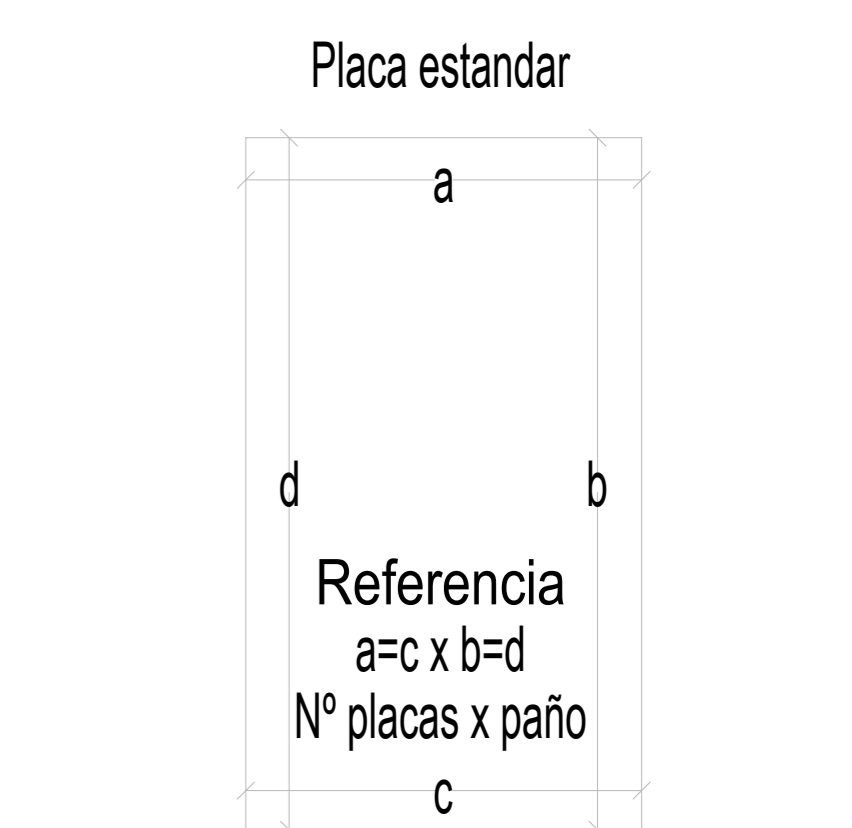 Placa estandar
a
d b
Referencia
a=c x b=d
Nº placas x paño
c